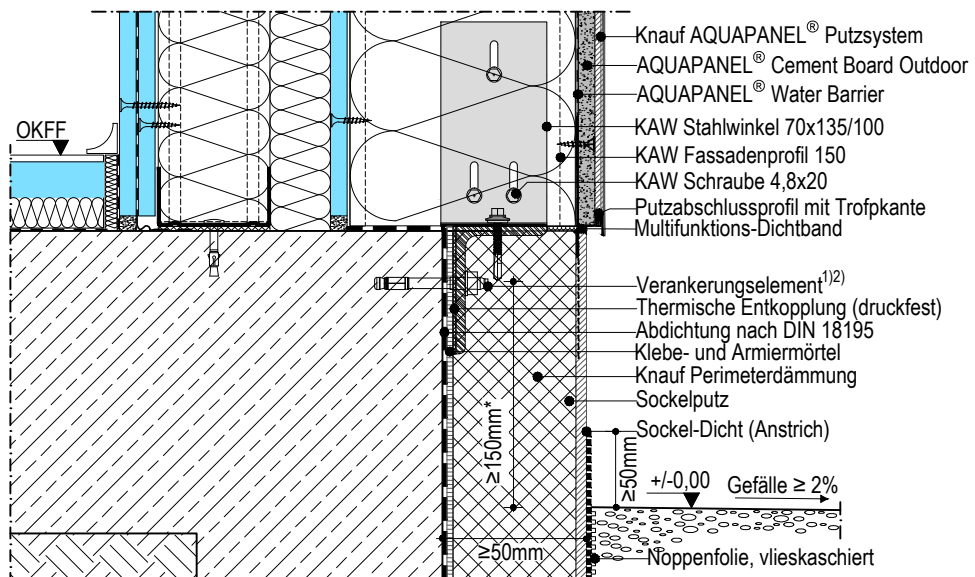 Knauf AQUAPANEL® Putzsystem
AQUAPANEL® Cement Board Outdoor
AQUAPANEL® Water Barrier
OKFF
KAW Stahlwinkel 70x135/100
KAW Fassadenprofil 150
KAW Schraube 4,8x20
Putzabschlussprofil mit Trofpkante
Multifunktions-Dichtband
Verankerungselement1)2)
Thermische Entkopplung (druckfest)
Abdichtung nach DIN 18195
Klebe- und Armiermörtel
Knauf Perimeterdämmung
Sockelputz
≥150mm*
Sockel-Dicht (Anstrich)
≥50mm
+/-0,00
Gefälle ≥ 2%
≥50mm
Noppenfolie, vlieskaschiert